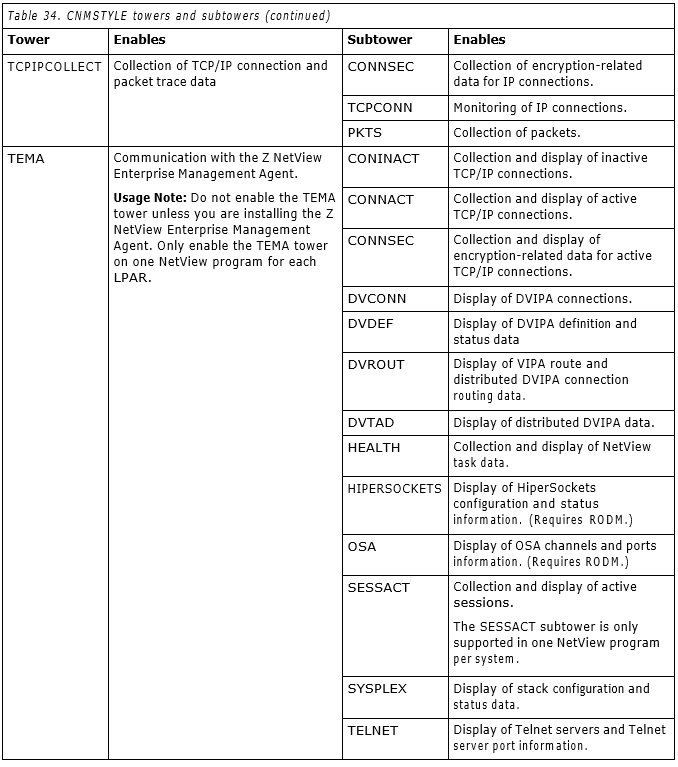 Table 34. CNMSTYLE towers and subtowers (continued)
Tower Enables Subtower Enables
TCPIPCOLLECT
Collection of TCP/IP connection and
packet trace data
CONNSEC
Collection of encryption-related
data for IP connections.
TCPCONN
Monitoring of IP connections.
PKTS
Collection of packets.
TEMA
Communication with the Z NetView
Enterprise Management Agent.
Usage Note: Do not enable the TEMA
tower unless you are installing the Z
NetView Enterprise Management
Agent. Only enable the TEMA tower
on one NetView program for each
LPAR.
CONINACT
Collection and display of inactive
TCP/IP connections.
CONNACT
Collection and display of active
TCP/IP connections.
CONNSEC
Collection and display of
encryption-related data for active
TCP/IP connections.
DVCONN
Display of DVIPA connections.
DVDEF
Display of DVIPA definition and
status data
DVROUT
Display of VIPA route and
distributed DVIPA connection
routing data.
DVTAD
Display of distributed DVIPA data.
HEALTH
Collection and display of NetView
task data.
HIPERSOCKETS
Display of HiperSockets
configuration and status
information. (Requires RODM.)
OSA
Display of OSA channels and ports
information. (Requires RODM.)
SESSACT
Collection and display of active
sessions.
The SESSACT subtower is only
supported in one NetView program
per system.
SYSPLEX
Display of stack configuration and
status data.
TELNET
Display of Telnet servers and Telnet
server port information.